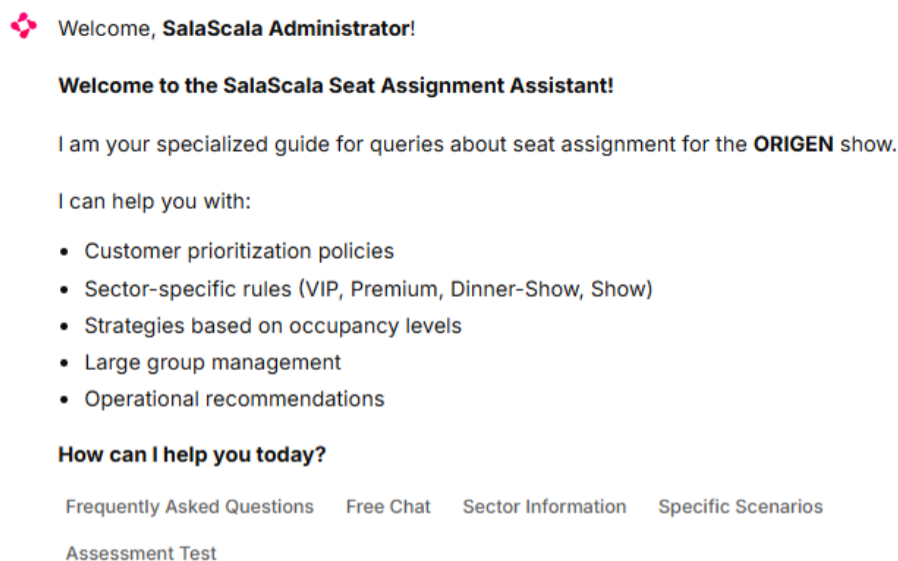 Welcome, SalaScala Administrator!
Welcome to the SalaScala Seat Assignment Assistant!
I am your specialized guide for queries about seat assignment for the ORIGEN show.
I can help you with:
• Customer prioritization policies
• Sector-specific rules (VIP, Premium, Dinner-Show, Show)
• Strategies based on occupancy levels
• Large group management
• Operational recommendations
How can I help you today?
Frequently Asked Questions Free Chat Sector Information Specific Scenarios
Assessment Test